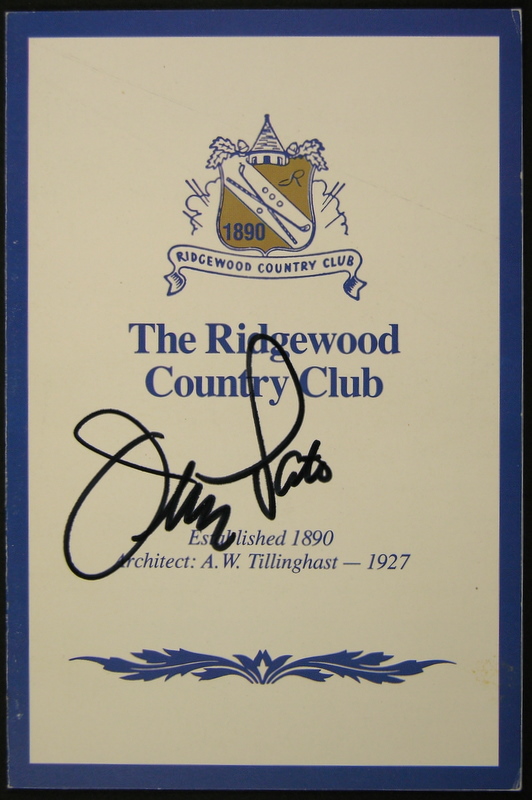 R
1890
RIDGEWOOD COUNTRY CLUB
The Ridgewood
Country Club
Established 1890
Architect: A.W. Tillinghast — 1927